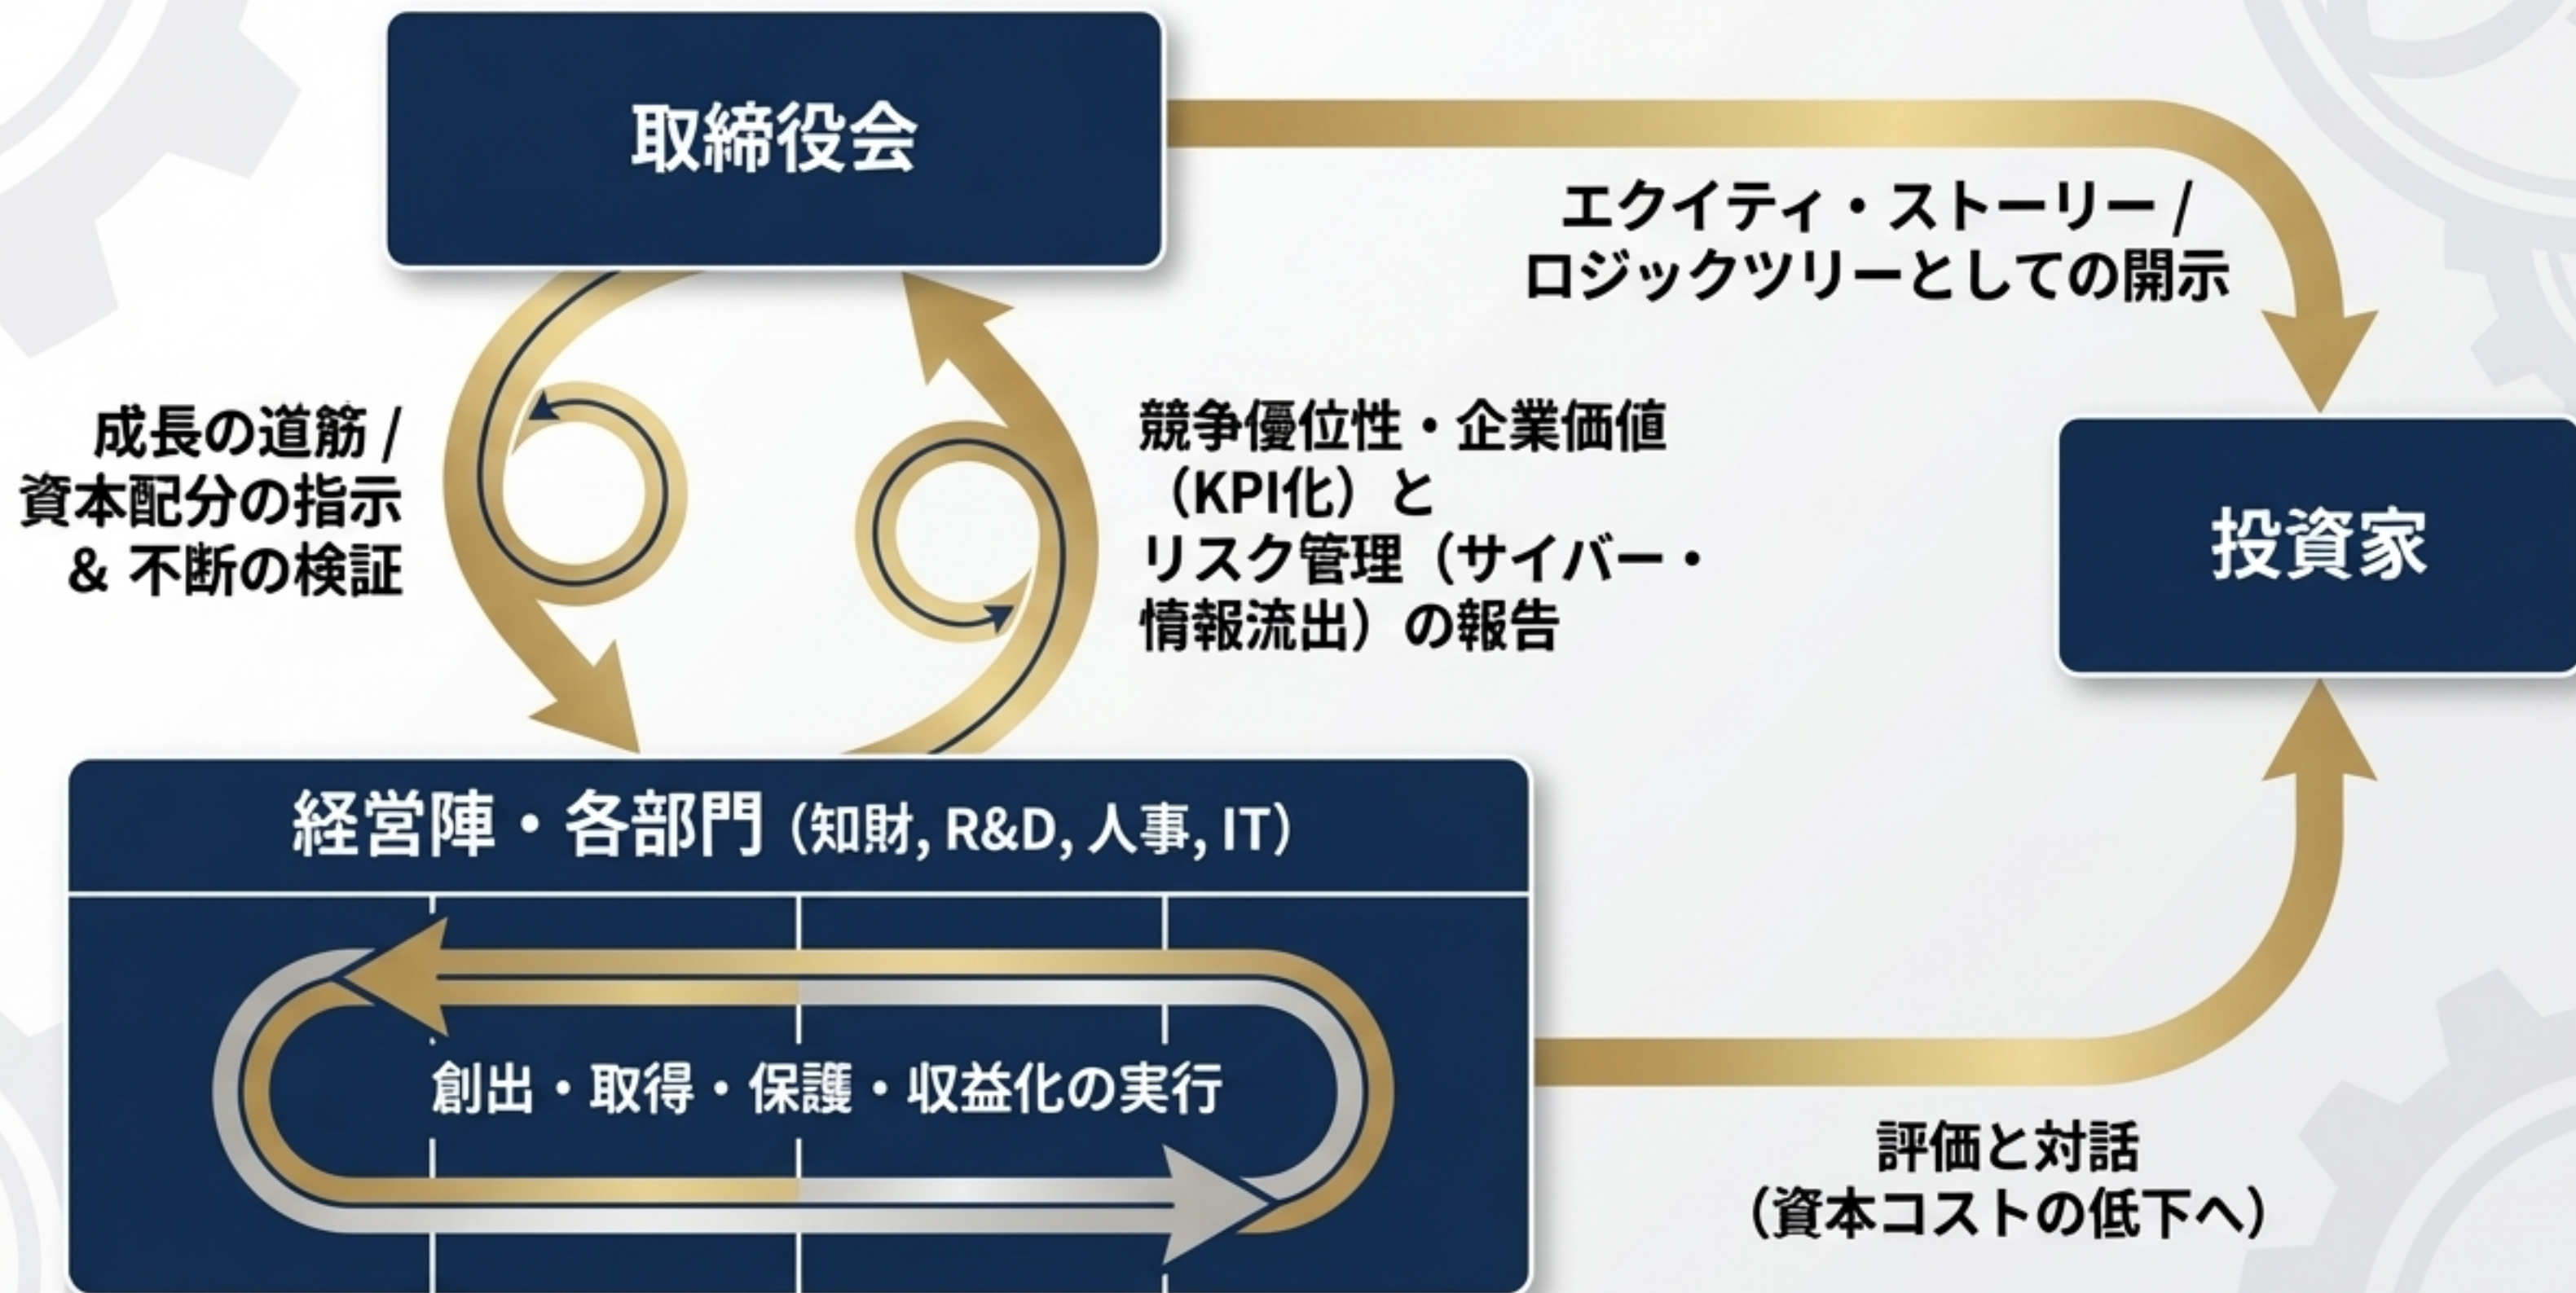 取締役会
エクイティ・ストーリー /
ロジックツリーとしての開示
成長の道筋 /
資本配分の指示
& 不断の検証
競争優位性・企業価値
（KPI化）と
リスク管理（サイバー・
情報流出）の報告
投資家
経営陣・各部門（知財, R&D, 人事, IT）
創出・取得・保護・収益化の実行
評価と対話
（資本コストの低下へ）